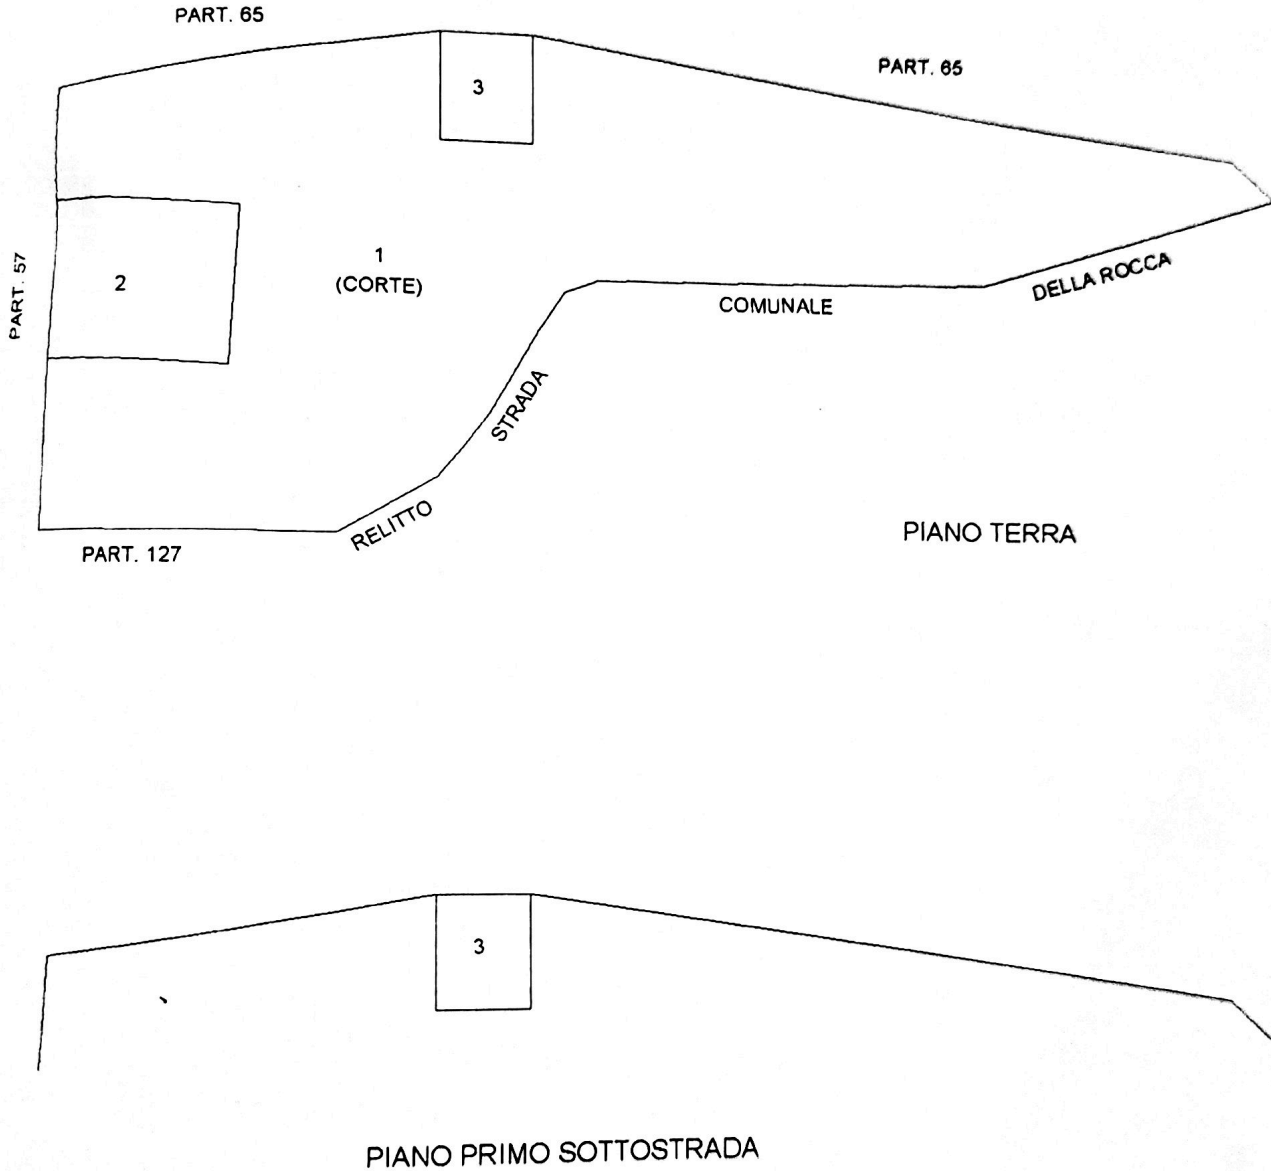 PART. 65
PART. 65
3
PART. 57
2
1
(CORTE)
RELITTO
STRADA
COMUNALE
DELLA ROCCA
PART. 127
PIANO TERRA
3
PIANO PRIMO SOTTOSTRADA